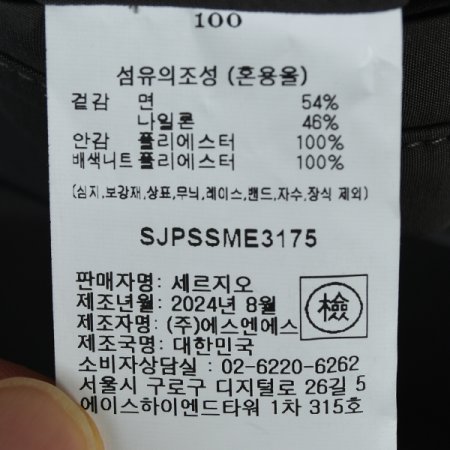 100
섬유의조성 (혼용율)
겉감 면 54%
나일론 46%
안감 폴리에스터 100%
배색니트 폴리에스터 100%
(심지,보강재,상표,무늬,레이스,밴드,자수,장식 제외)
SJPSSME3175
판매자명: 세르지오
제조년월: 2024년 8월
제조자명: (주)에스엔에스
檢
제조국명: 대한민국
소비자상담실 : 02-6220-6262
서울시 구로구 디지털로 26길 5
에이스하이엔드타워 1차 315호